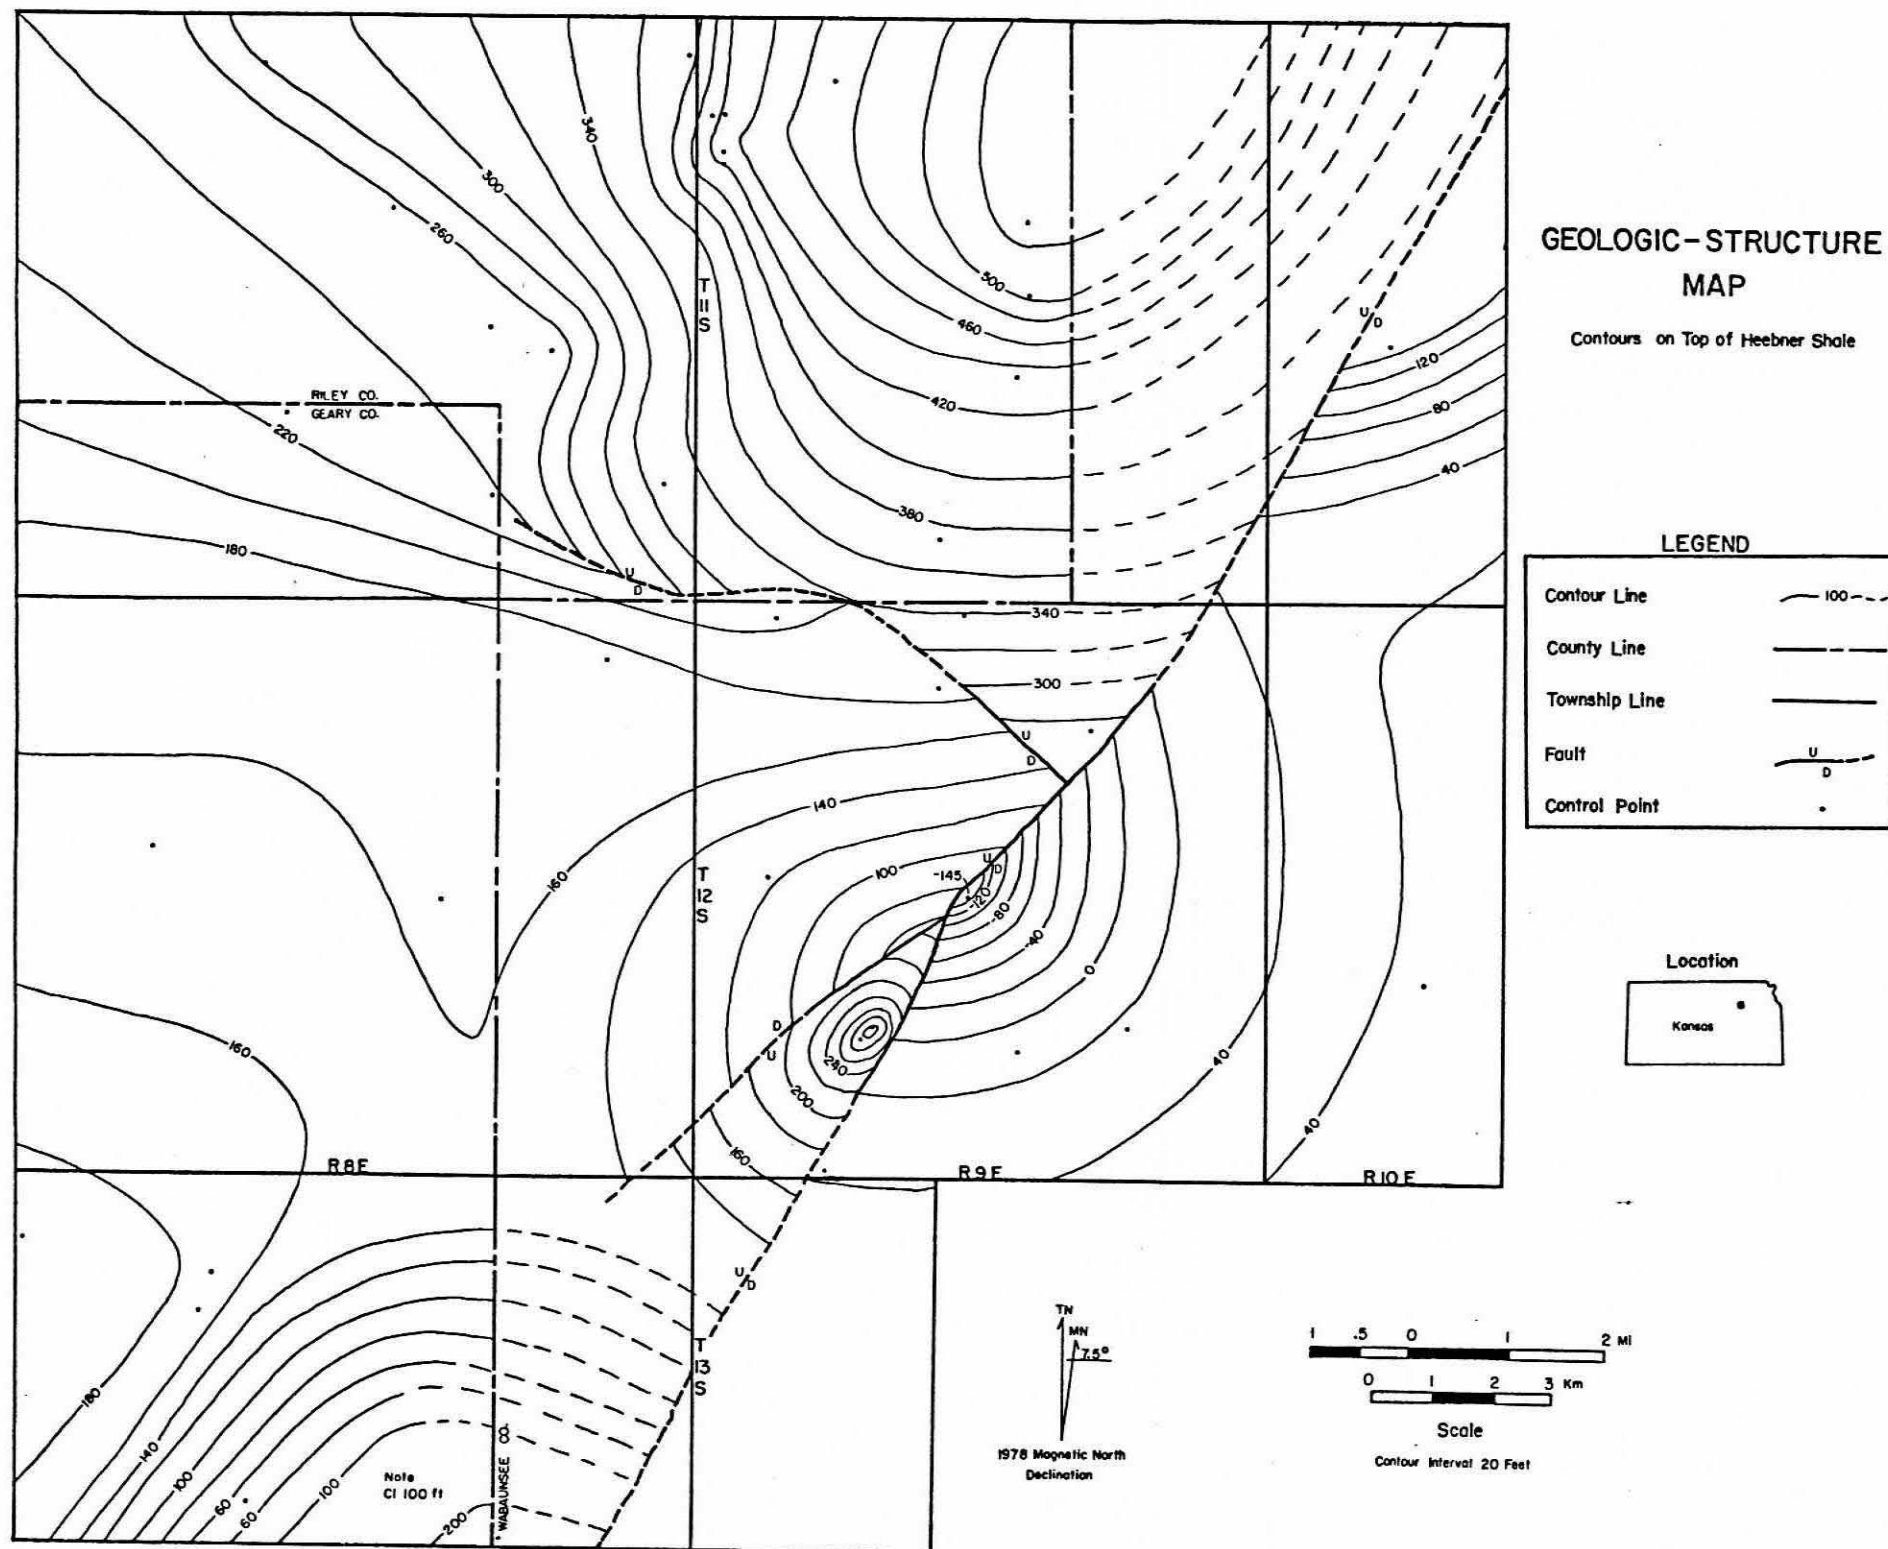 GEOLOGIC-STRUCTURE
MAP
Contours on Top of Heebner Shale
LEGEND
Contour Line
100
County Line
Township Line
Fault
U
D
Control Point
Location
Kansas
340
300
260
T
11
S
500
460
420
380
U
D
120
80
40
RILEY CO.
GEARY CO.
220
180
U
D
340
300
U
D
140
160
T
12
S
100
-145
U
D
-120
-80
-40
0
D
U
240
200
160
160
40
40
R 8 E
R 9 E
R 10 E
U
D
T
13
S
180
140
100
60
60
100
200
Note
CI 100 ft
WABAUNSEE CO.
TN
MN
7.5°
1978 Magnetic North
Declination
1 .5 0 1 2 MI
0 1 2 3 Km
Scale
Contour Interval 20 Feet